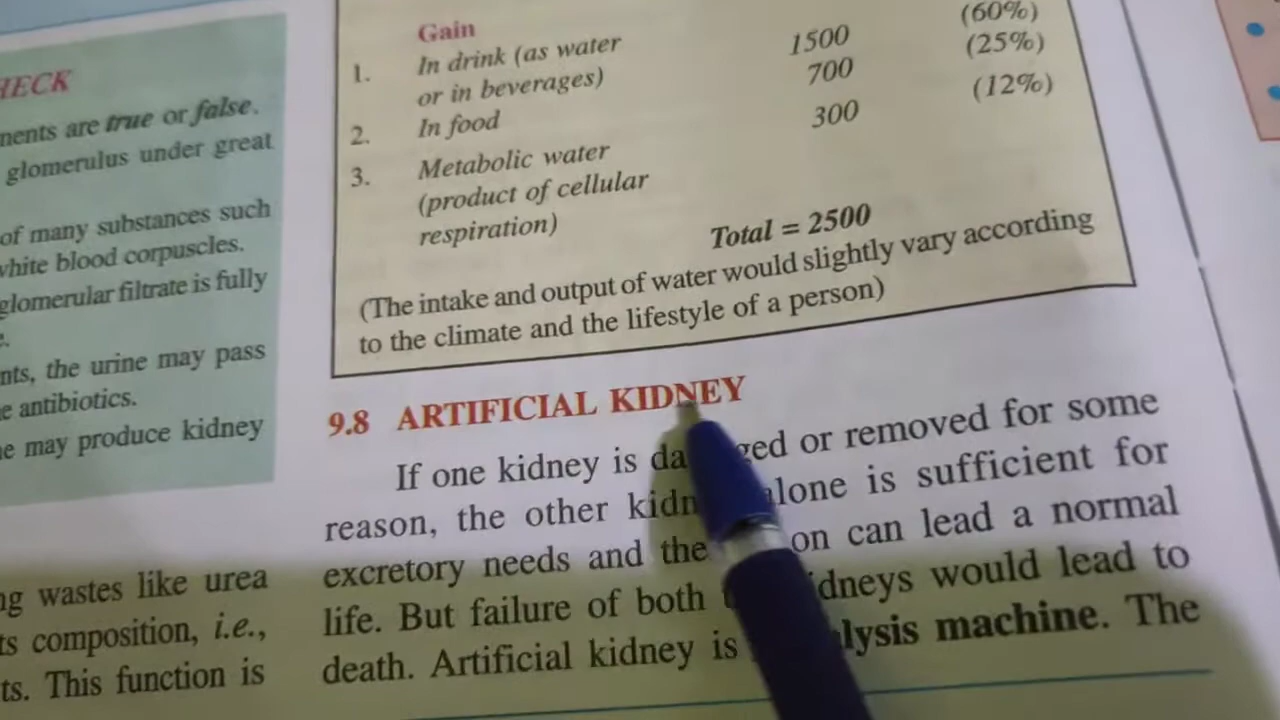 HECK
nents are true or false.
glomerulus under great
of many substances such
white blood corpuscles.
glomerular filtrate is fully
nts, the urine may pass
e antibiotics.
e may produce kidney
ng wastes like urea
ts composition, i.e.,
ts. This function is
Gain (60%)
1. In drink (as water 1500 (25%)
or in beverages) 700
2. In food (12%)
3. Metabolic water 300
(product of cellular
respiration)
Total = 2500
(The intake and output of water would slightly vary according
to the climate and the lifestyle of a person)
9.8 ARTIFICIAL KIDNEY
If one kidney is da ged or removed for some
reason, the other kidn alone is sufficient for
excretory needs and the on can lead a normal
life. But failure of both idneys would lead to
death. Artificial kidney is lysis machine. The